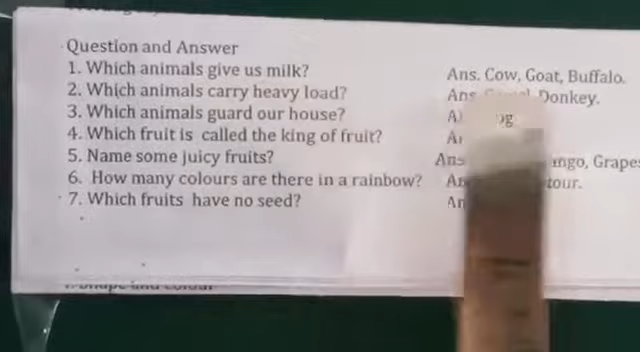 Question and Answer
1. Which animals give us milk? Ans. Cow, Goat, Buffalo.
2. Which animals carry heavy load? Donkey.
3. Which animals guard our house?
4. Which fruit is called the king of fruit?
5. Name some juicy fruits? Ans
6. How many colours are there in a rainbow?
7. Which fruits have no seed?